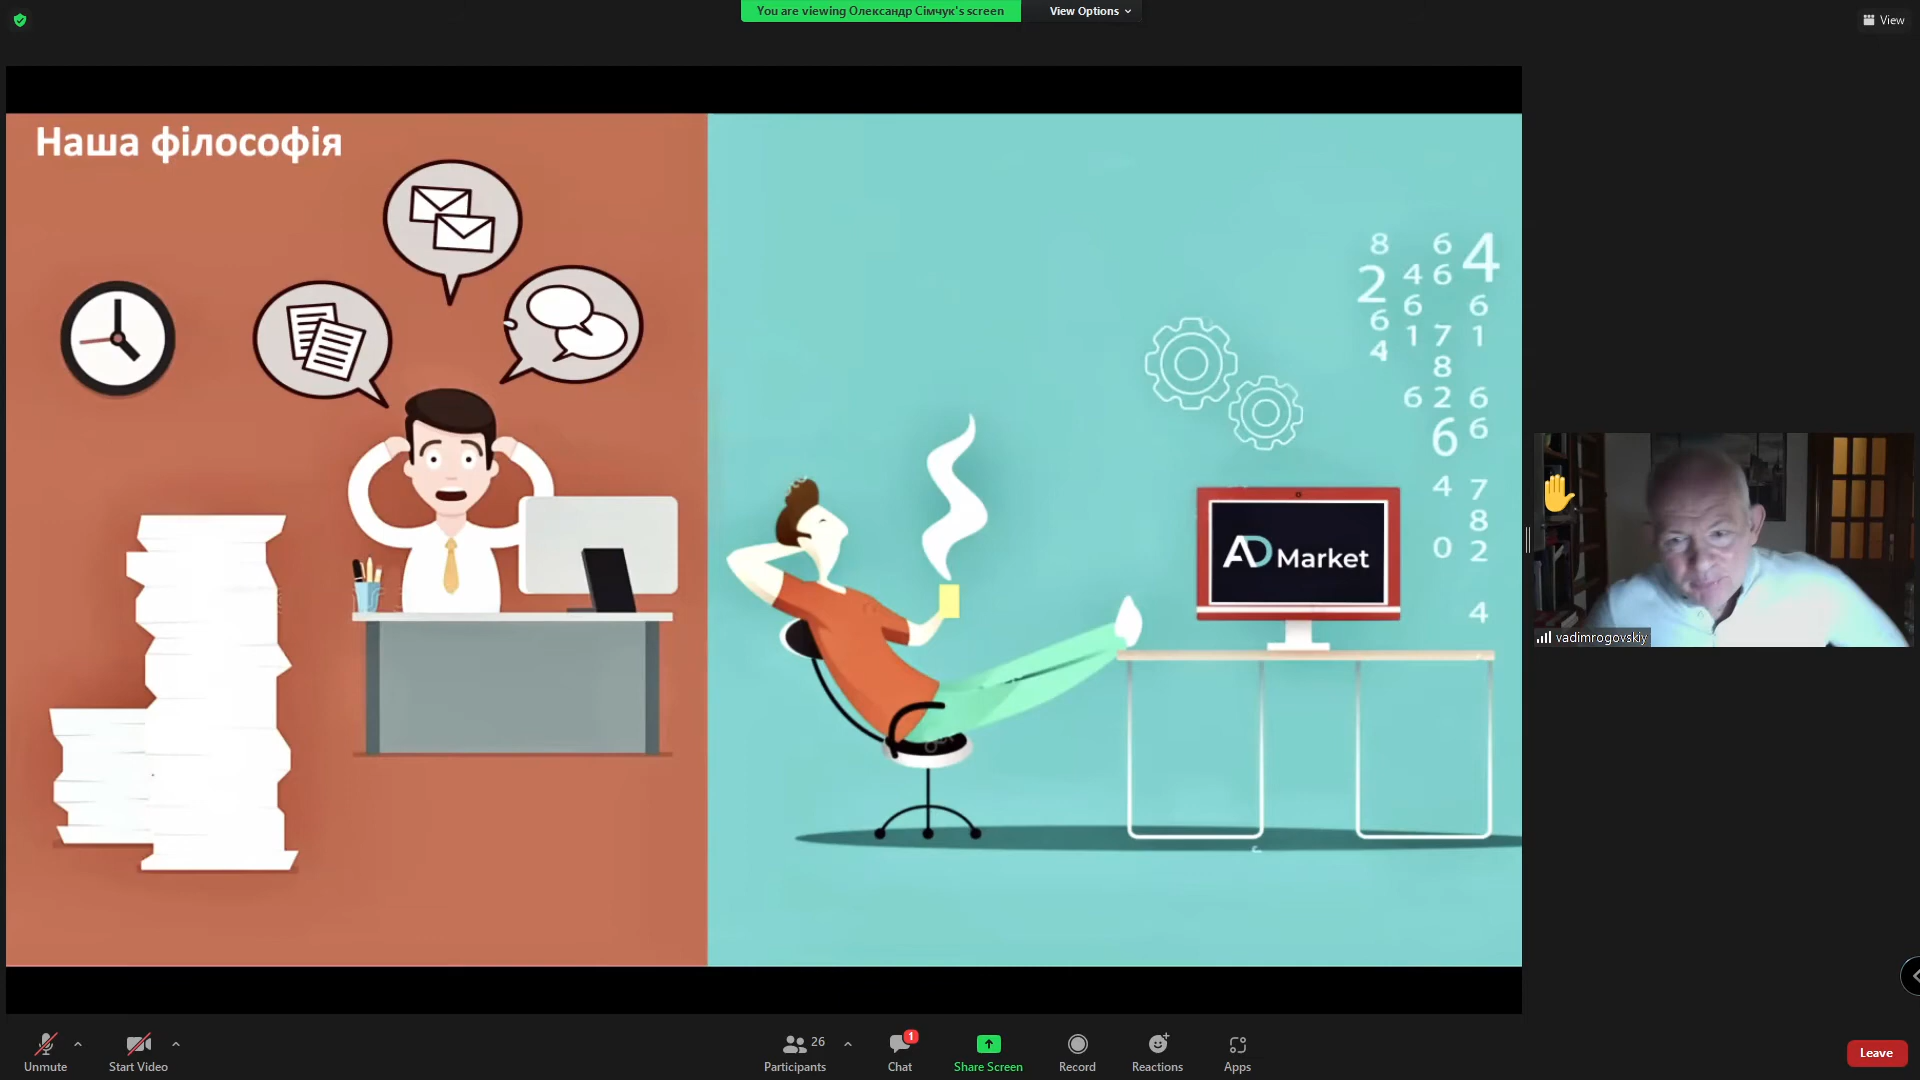 You are viewing Олександр Сімчук's screen
View Options
View
Наша філософія
8 6 4
2 4 6
6 6
6 1 7 1
4
8
6 2 6
6 6
4 7
8
0 2
4
AD Market
vadimrogovskiy
26
1
Unmute
Start Video
Participants
Chat
Share Screen
Record
Reactions
Apps
Leave